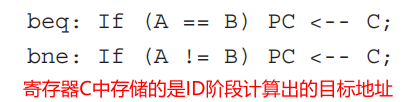 beq: If (A == B) PC <-- C;
bne: If (A != B) PC <-- C;
寄存器C中存储的是ID阶段计算出的目标地址